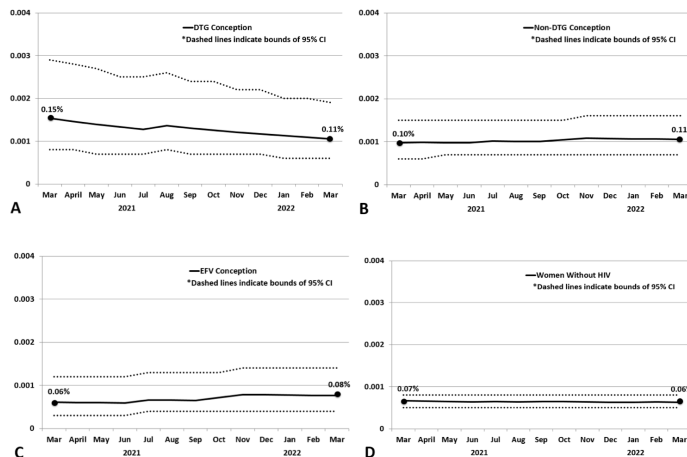 0.004
0.003
0.002
0.001
0
DTG Conception
*Dashed lines indicate bounds of 95% CI
0.15%
0.11%
Mar April May Jun Jul Aug Sep Oct Nov Dec Jan Feb Mar
2021 2022
A
0.004
0.003
0.002
0.001
0
Non-DTG Conception
*Dashed lines indicate bounds of 95% CI
0.10%
0.11
Mar April May Jun Jul Aug Sep Oct Nov Dec Jan Feb Mar
2021 2022
B
0.004
0.003
0.002
0.001
0
EFV Conception
*Dashed lines indicate bounds of 95% CI
0.06%
0.08%
Mar April May Jun Jul Aug Sep Oct Nov Dec Jan Feb Mar
2021 2022
C
0.004
0.003
0.002
0.001
0
Women Without HIV
*Dashed lines indicate bounds of 95% CI
0.07%
0.06
Mar April May Jun Jul Aug Sep Oct Nov Dec Jan Feb Mar
2021 2022
D